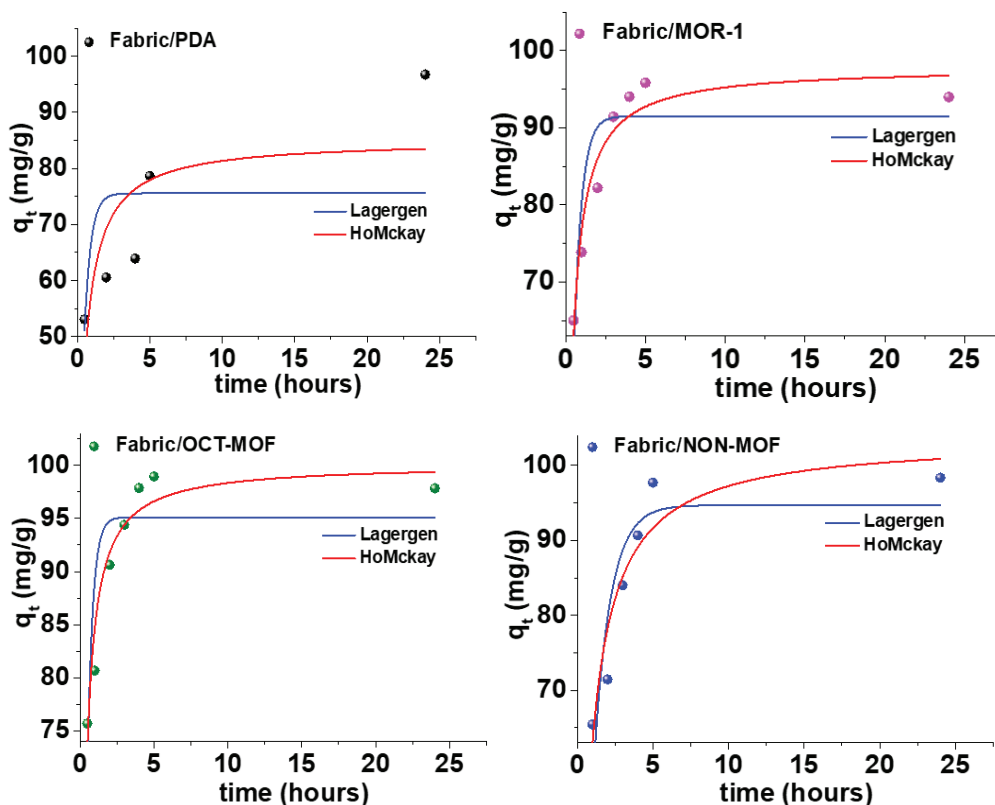 Fabric/PDA
100
90
80
70
60
50
q_t (mg/g)
Lagergen
HoMckay
0 5 10 15 20 25
time (hours)
Fabric/MOR-1
100
90
80
70
q_t (mg/g)
Lagergen
HoMckay
0 5 10 15 20 25
time (hours)
Fabric/OCT-MOF
100
95
90
85
80
75
q_t (mg/g)
Lagergen
HoMckay
0 5 10 15 20 25
time (hours)
Fabric/NON-MOF
100
90
80
70
q_t (mg/g)
Lagergen
HoMckay
0 5 10 15 20 25
time (hours)